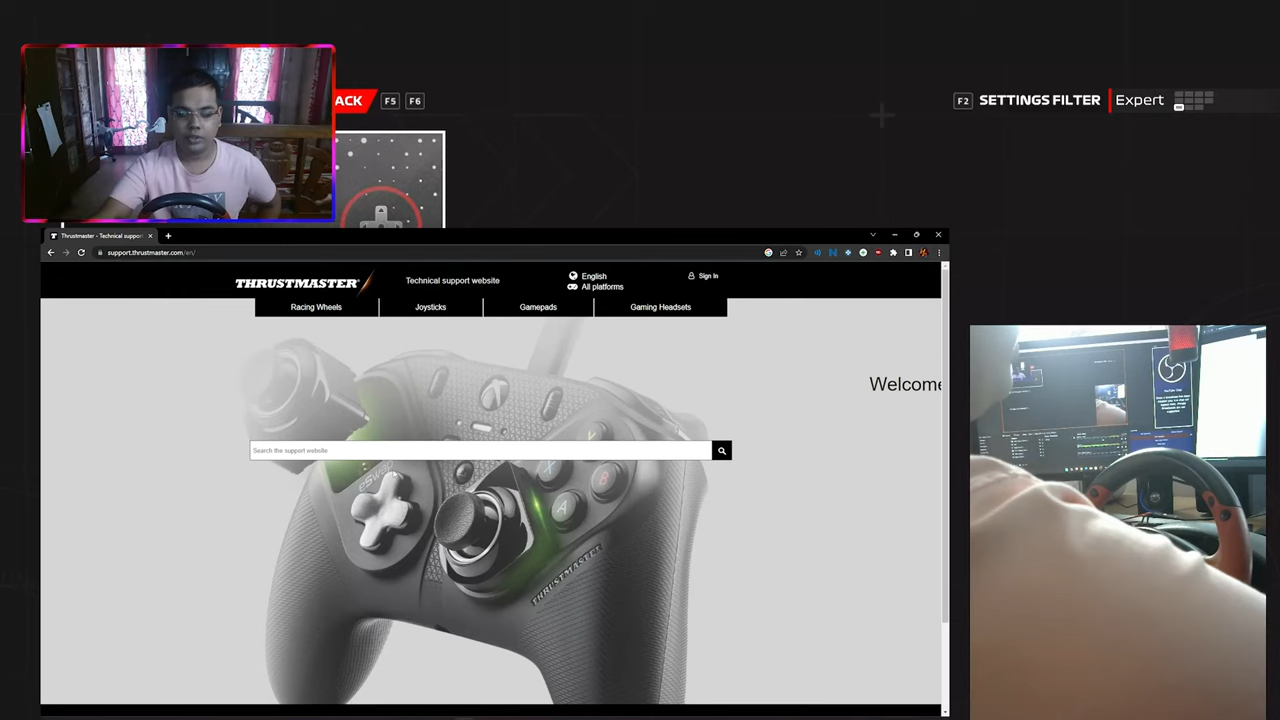 ACK F5 F6
F2 SETTINGS FILTER Expert
Thrustmaster - Technical suppor
support.thrustmaster.com/en/
THRUSTMASTER
Technical support website
English
All platforms
Sign In
Racing Wheels
Joysticks
Gamepads
Gaming Headsets
Welcome
Search the support website
Y
X
B
A
THRUSTMASTER